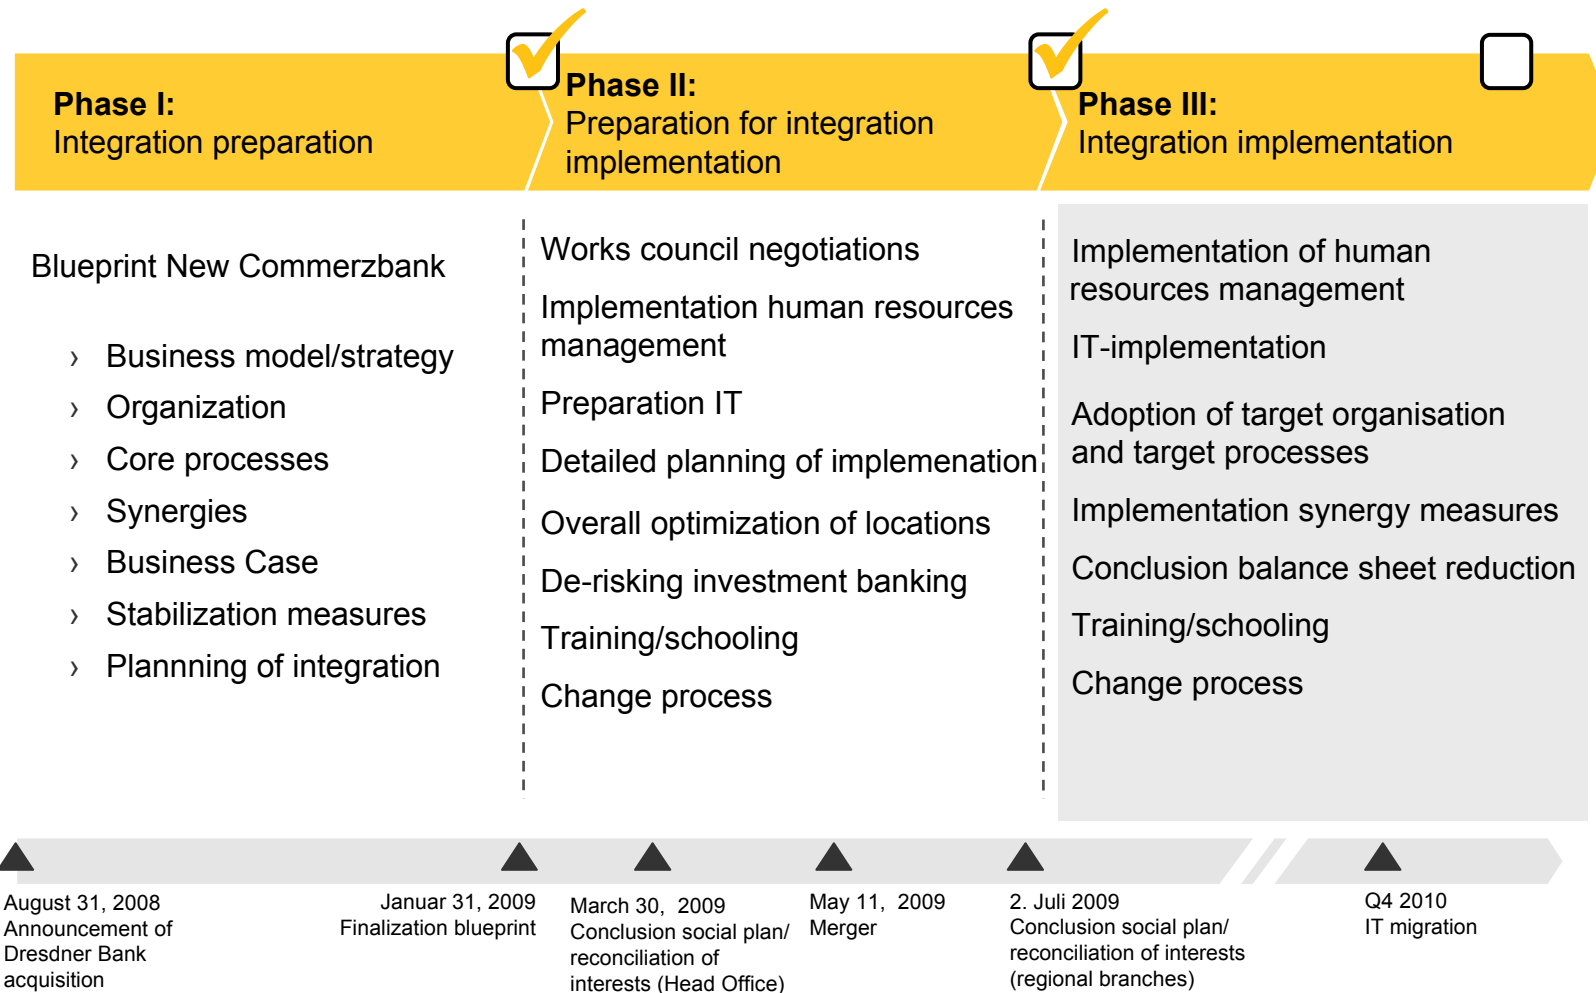 Phase I:
Integration preparation
Phase II:
Preparation for integration
implementation
Phase III:
Integration implementation
Blueprint New Commerzbank
› Business model/strategy
› Organization
› Core processes
› Synergies
› Business Case
› Stabilization measures
› Plannning of integration
Works council negotiations
Implementation human resources
management
Preparation IT
Detailed planning of implemenation
Overall optimization of locations
De-risking investment banking
Training/schooling
Change process
Implementation of human
resources management
IT-implementation
Adoption of target organisation
and target processes
Implementation synergy measures
Conclusion balance sheet reduction
Training/schooling
Change process
August 31, 2008
Announcement of
Dresdner Bank
acquisition
Januar 31, 2009
Finalization blueprint
March 30, 2009
Conclusion social plan/
reconciliation of
interests (Head Office)
May 11, 2009
Merger
2. Juli 2009
Conclusion social plan/
reconciliation of interests
(regional branches)
Q4 2010
IT migration